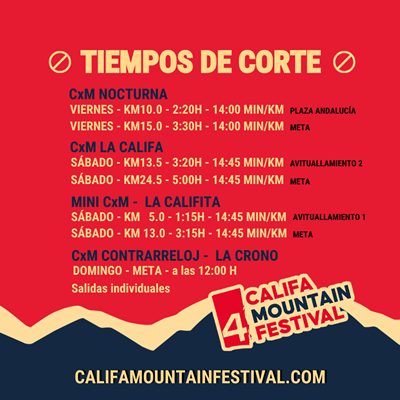 TIEMPOS DE CORTE
CxM NOCTURNA
VIERNES - KM10.0 - 2:20H - 14:00 MIN/KM PLAZA ANDALUCÍA
VIERNES - KM15.0 - 3:30H - 14:00 MIN/KM META
CxM LA CALIFA
SÁBADO - KM13.5 - 3:20H - 14:45 MIN/KM AVITUALLAMIENTO 2
SÁBADO - KM24.5 - 5:00H - 14:45 MIN/KM META
MINI CxM - LA CALIFITA
SÁBADO - KM 5.0 - 1:15H - 14:45 MIN/KM AVITUALLAMIENTO 1
SÁBADO - KM 13.0 - 3:15H - 14:45 MIN/KM META
CxM CONTRARRELOJ - LA CRONO
DOMINGO - META - a las 12:00 H
Salidas individuales
4 CALIFA
MOUNTAIN
FESTIVAL
CALIFAMOUNTAINFESTIVAL.COM